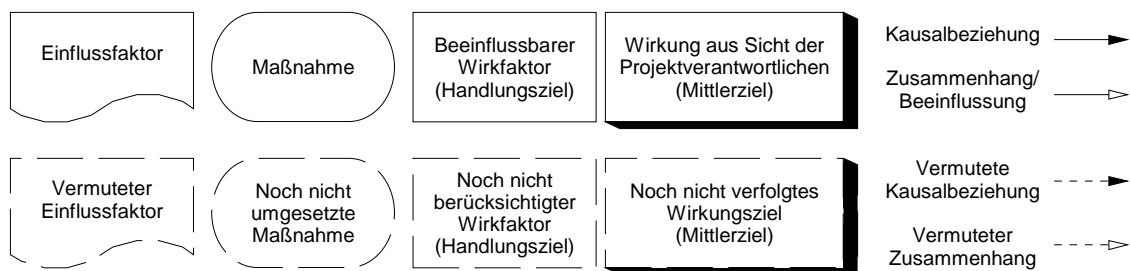 Einflussfaktor
Maßnahme
Beeinflussbarer
Wirkfaktor
(Handlungsziel)
Wirkung aus Sicht der
Projektverantwortlichen
(Mittlerziel)
Kausalbeziehung
Zusammenhang/
Beeinflussung
Vermuteter
Einflussfaktor
Noch nicht
umgesetzte
Maßnahme
Noch nicht
berücksichtigter
Wirkfaktor
(Handlungsziel)
Noch nicht verfolgtes
Wirkungsziel
(Mittlerziel)
Vermutete
Kausalbeziehung
Vermuteter
Zusammenhang